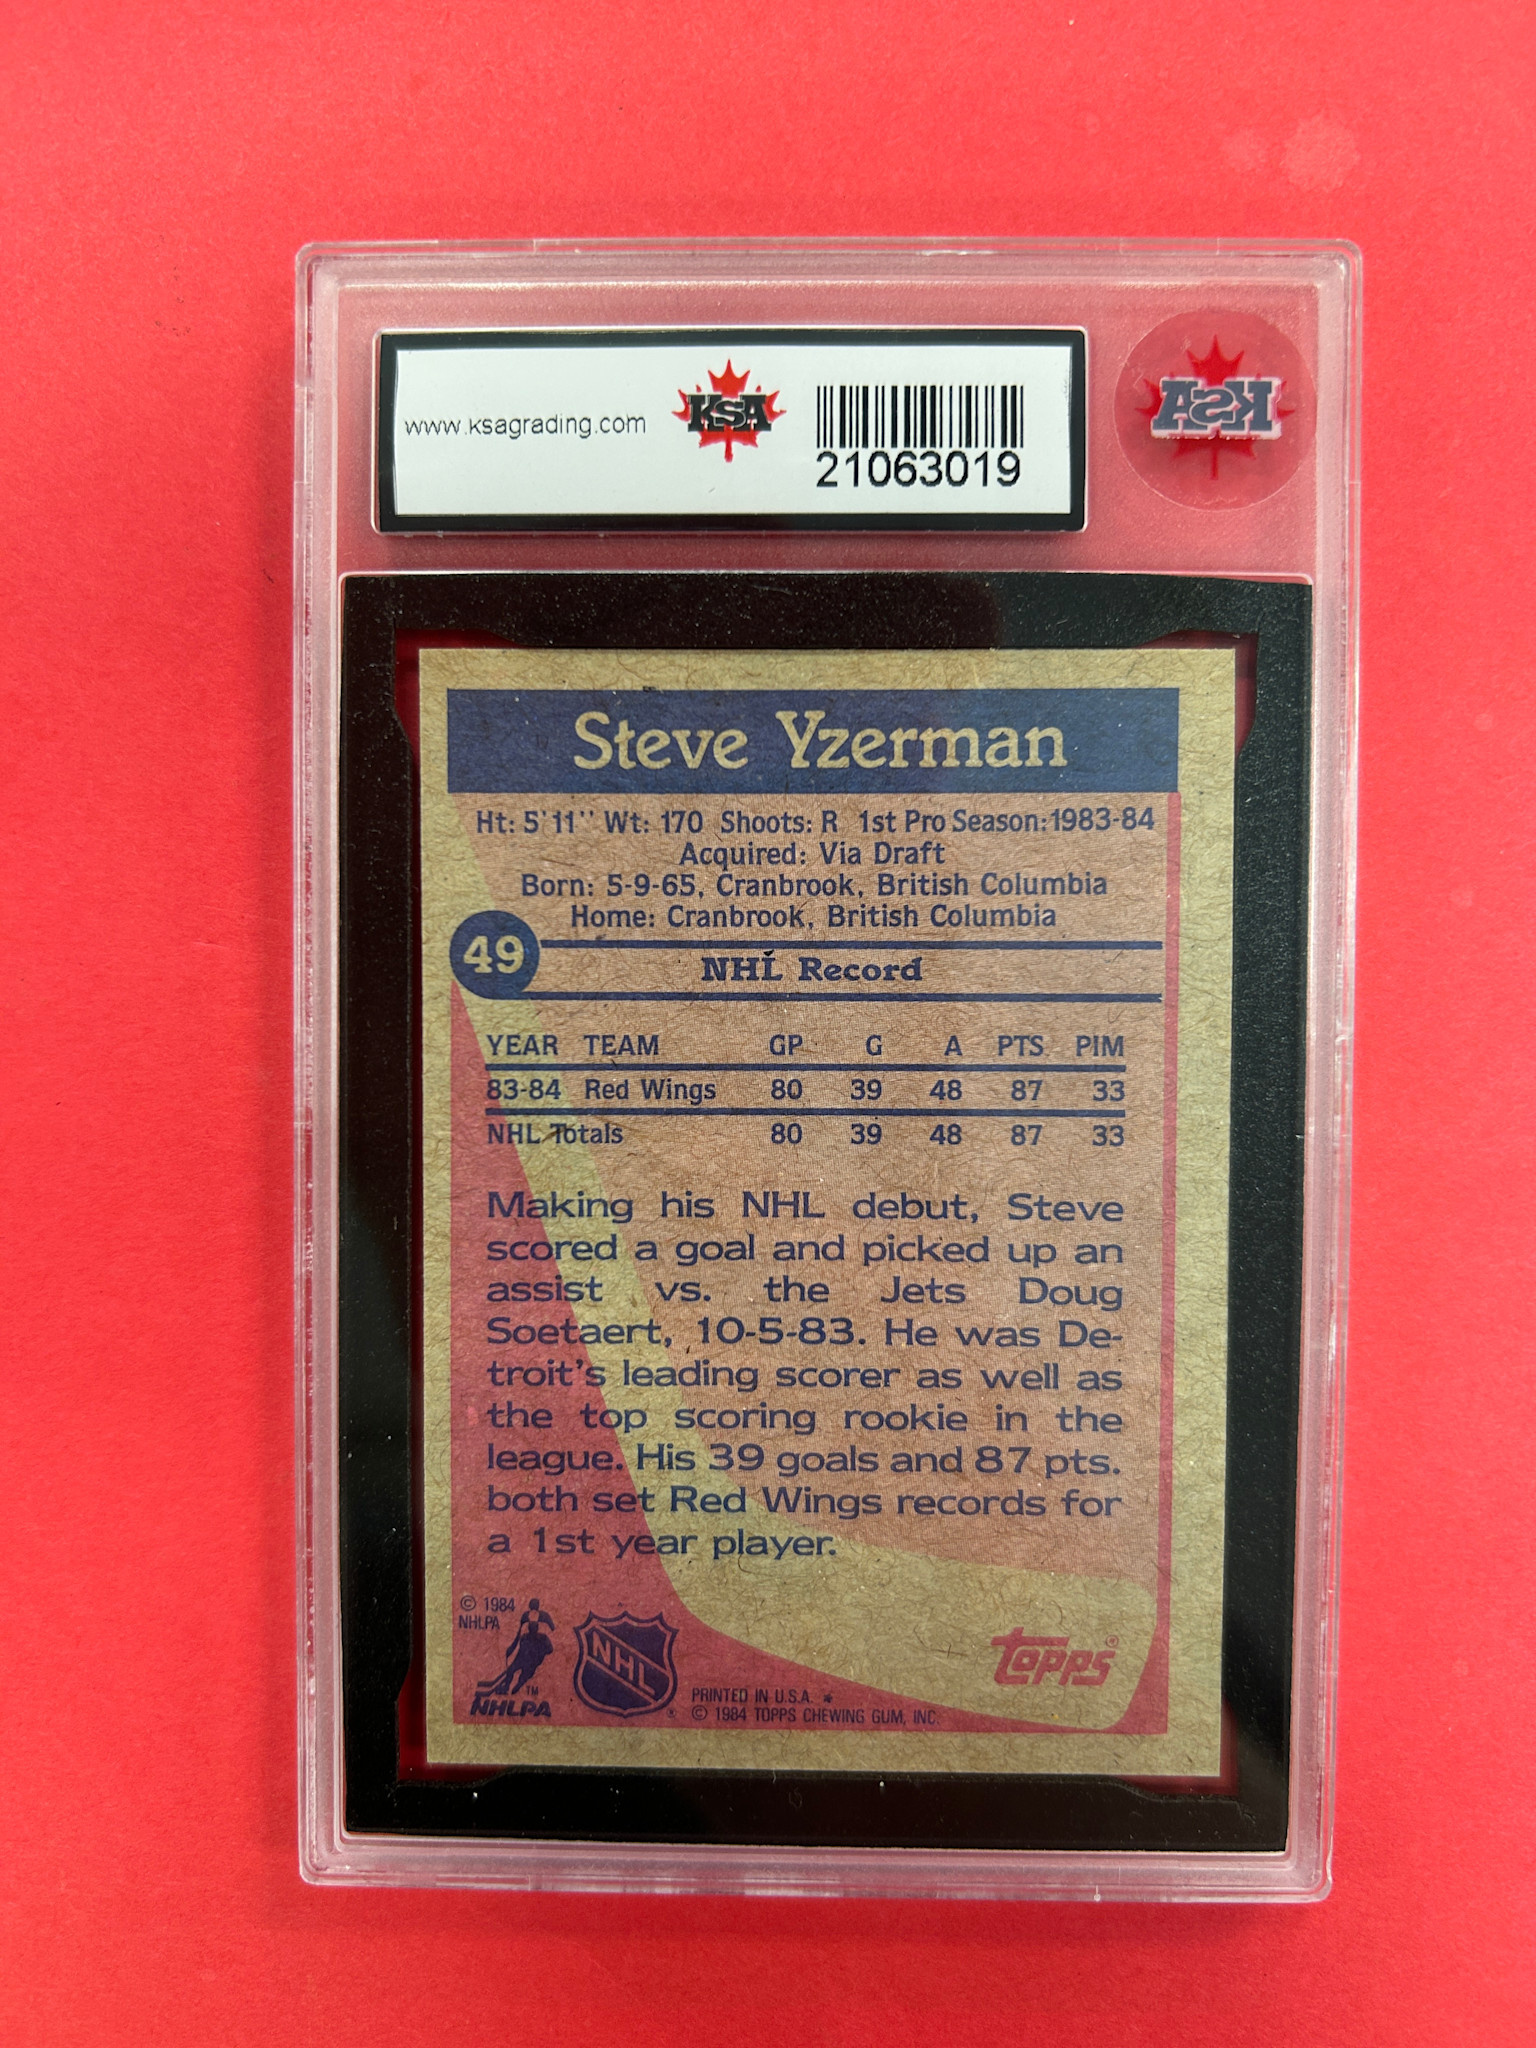 www.ksagrading.com
KSA
21063019
KSA
Steve Yzerman
Ht: 5'11" Wt: 170 Shoots: R 1st Pro Season: 1983-84
Acquired: Via Draft
Born: 5-9-65, Cranbrook, British Columbia
Home: Cranbrook, British Columbia
49
NHL Record
YEAR TEAM GP G A PTS PIM
83-84 Red Wings 80 39 48 87 33
NHL Totals 80 39 48 87 33
Making his NHL debut, Steve
scored a goal and picked up an
assist vs. the Jets Doug
Soetaert, 10-5-83. He was De-
troit's leading scorer as well as
the top scoring rookie in the
league. His 39 goals and 87 pts.
both set Red Wings records for
a 1st year player.
© 1984
NHLPA
TM
NHLPA
NHL
®
PRINTED IN U.S.A. *
© 1984 TOPPS CHEWING GUM, INC.
topps®